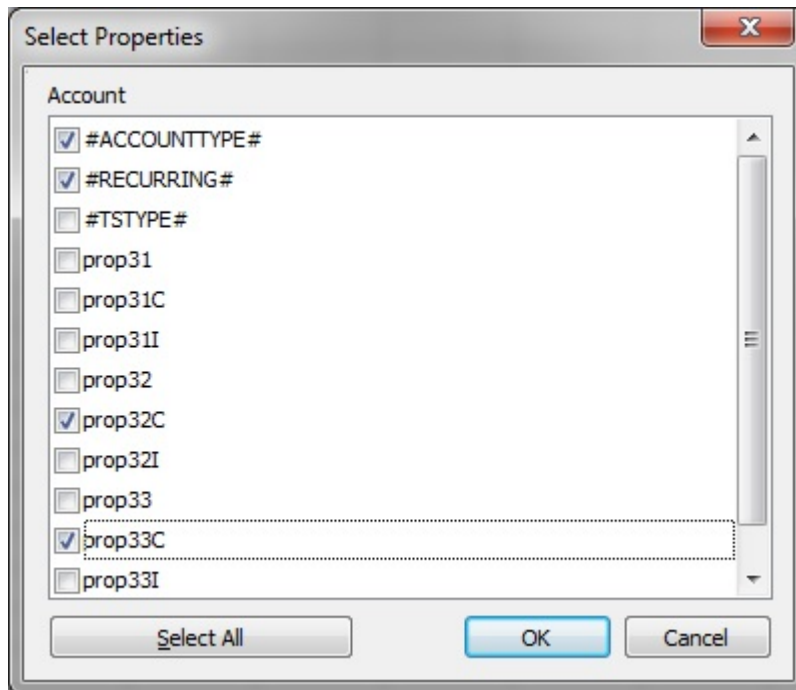 Select Properties
Account
#ACCOUNTTYPE#
#RECURRING#
#TSTYPE#
prop31
prop31C
prop31I
prop32
prop32C
prop32I
prop33
prop33C
prop33I
Select All OK Cancel